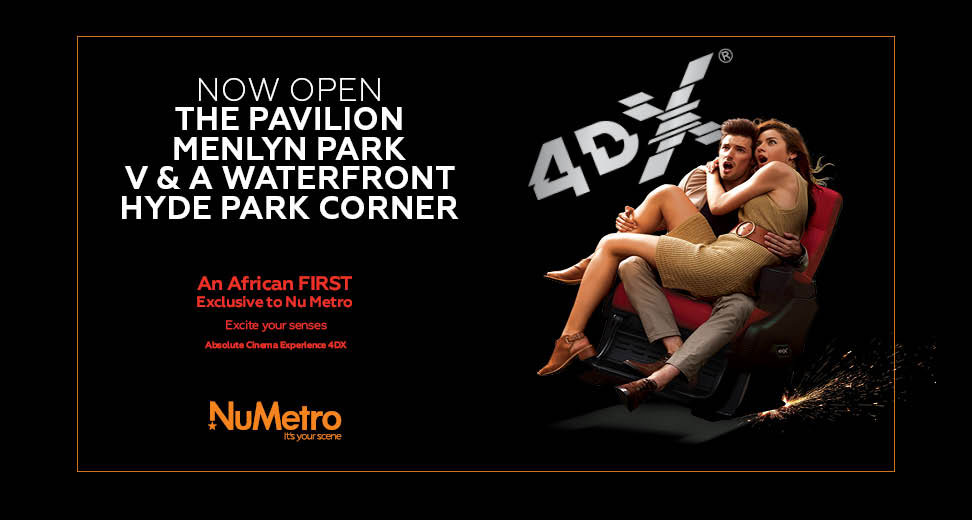 NOW OPEN
THE PAVILION
MENLYN PARK
V & A WATERFRONT
HYDE PARK CORNER
An African FIRST
Exclusive to Nu Metro
Excite your senses
Absolute Cinema Experience 4DX
NuMetro
It's your scene
4DX®